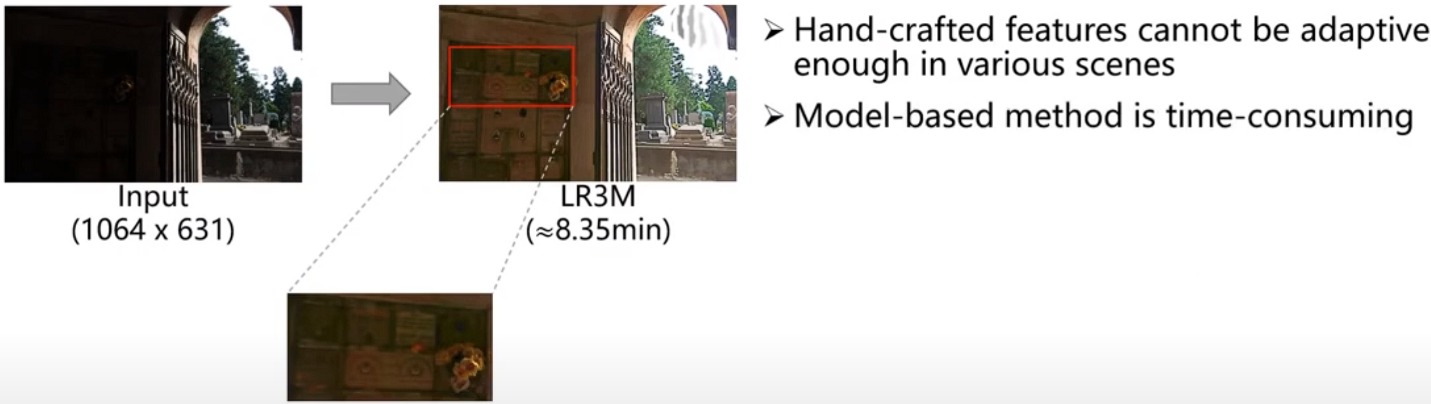 ➢ Hand-crafted features cannot be adaptive
enough in various scenes
➢ Model-based method is time-consuming
Input
(1064 x 631)
LR3M
(≈8.35min)